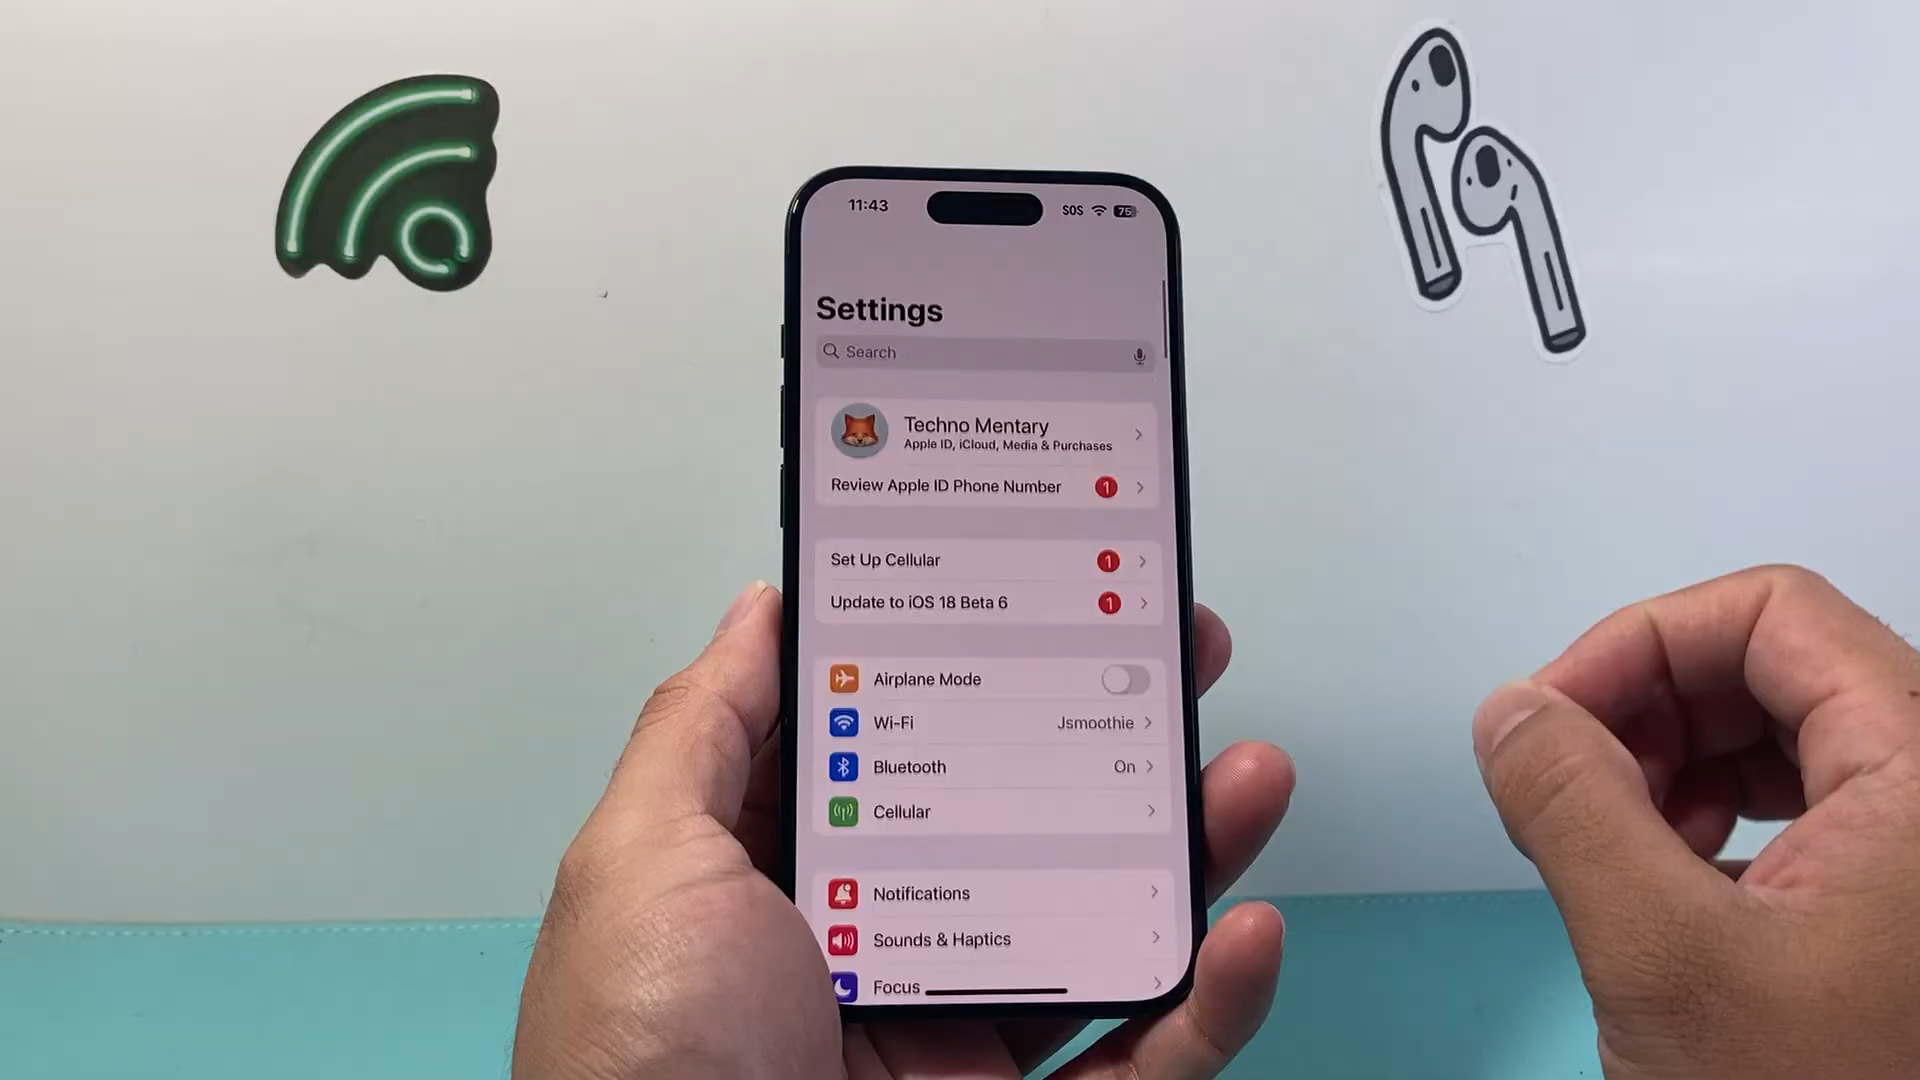 11:43
SOS
76
Settings
Search
Techno Mentary
Apple ID, iCloud, Media & Purchases
Review Apple ID Phone Number 1
Set Up Cellular 1
Update to iOS 18 Beta 6 1
Airplane Mode
Wi-Fi Jsmoothie
Bluetooth On
Cellular
Notifications
Sounds & Haptics
Focus